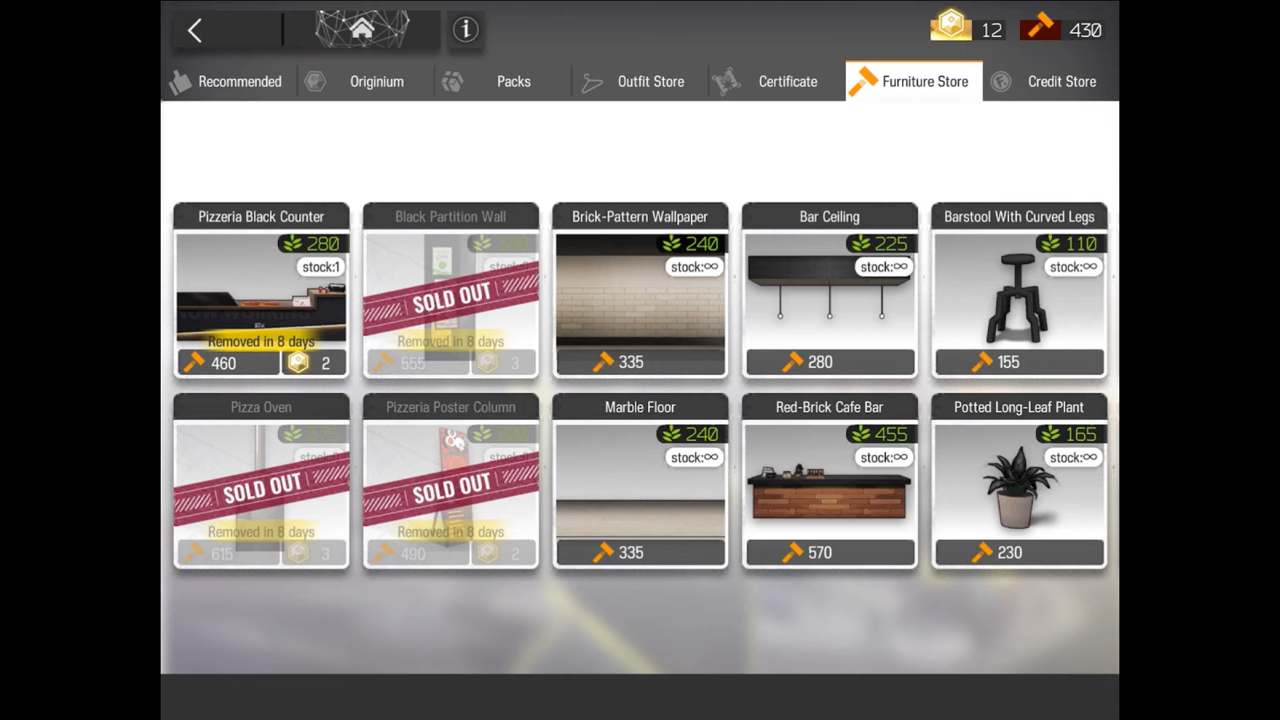 12
430
Recommended
Originium
Packs
Outfit Store
Certificate
Furniture Store
Credit Store
Pizzeria Black Counter
280
stock:1
Removed in 8 days
460
2
Black Partition Wall
SOLD OUT
Removed in 8 days
555
3
Brick-Pattern Wallpaper
240
stock:∞
335
Bar Ceiling
225
stock:∞
280
Barstool With Curved Legs
110
stock:∞
155
Pizza Oven
SOLD OUT
Removed in 8 days
615
3
Pizzeria Poster Column
SOLD OUT
Removed in 8 days
490
2
Marble Floor
240
stock:∞
335
Red-Brick Cafe Bar
455
stock:∞
570
Potted Long-Leaf Plant
165
stock:∞
230